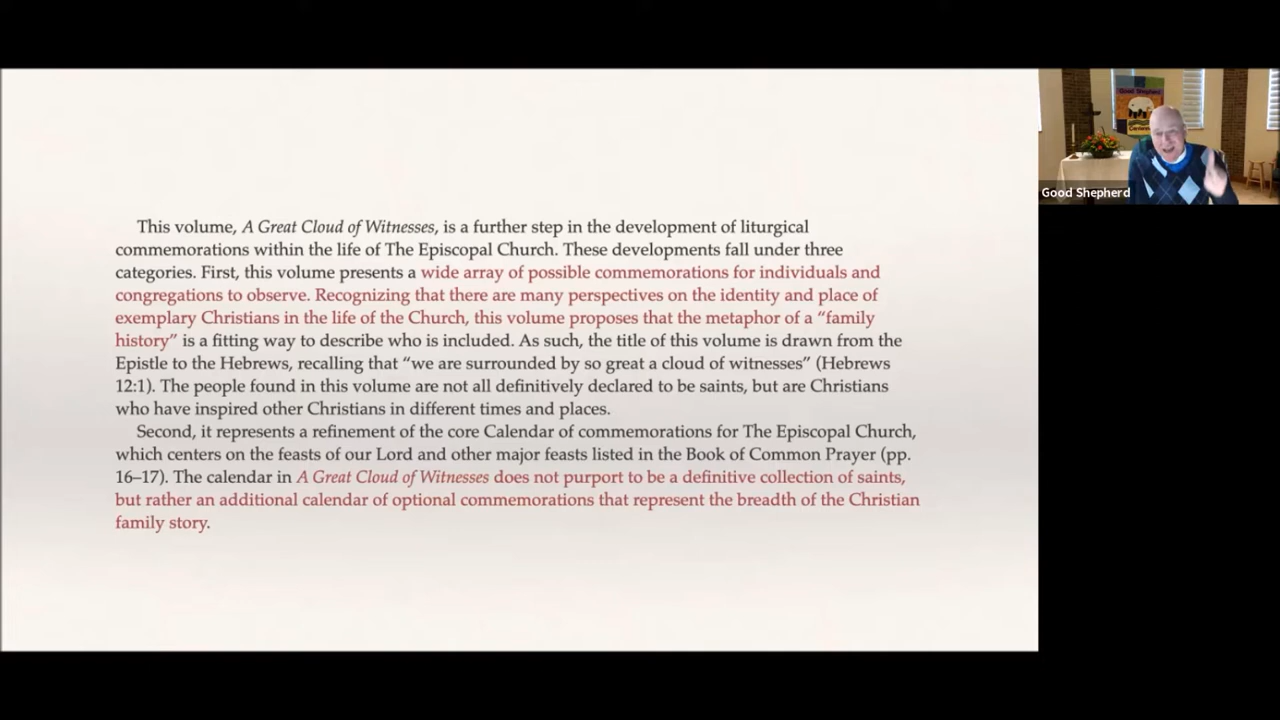 This volume, A Great Cloud of Witnesses, is a further step in the development of liturgical
commemorations within the life of The Episcopal Church. These developments fall under three
categories. First, this volume presents a wide array of possible commemorations for individuals and
congregations to observe. Recognizing that there are many perspectives on the identity and place of
exemplary Christians in the life of the Church, this volume proposes that the metaphor of a “family
history” is a fitting way to describe who is included. As such, the title of this volume is drawn from the
Epistle to the Hebrews, recalling that “we are surrounded by so great a cloud of witnesses” (Hebrews
12:1). The people found in this volume are not all definitively declared to be saints, but are Christians
who have inspired other Christians in different times and places.
Second, it represents a refinement of the core Calendar of commemorations for The Episcopal Church,
which centers on the feasts of our Lord and other major feasts listed in the Book of Common Prayer (pp.
16–17). The calendar in A Great Cloud of Witnesses does not purport to be a definitive collection of saints,
but rather an additional calendar of optional commemorations that represent the breadth of the Christian
family story.
Good Shepherd
Good Shepherd